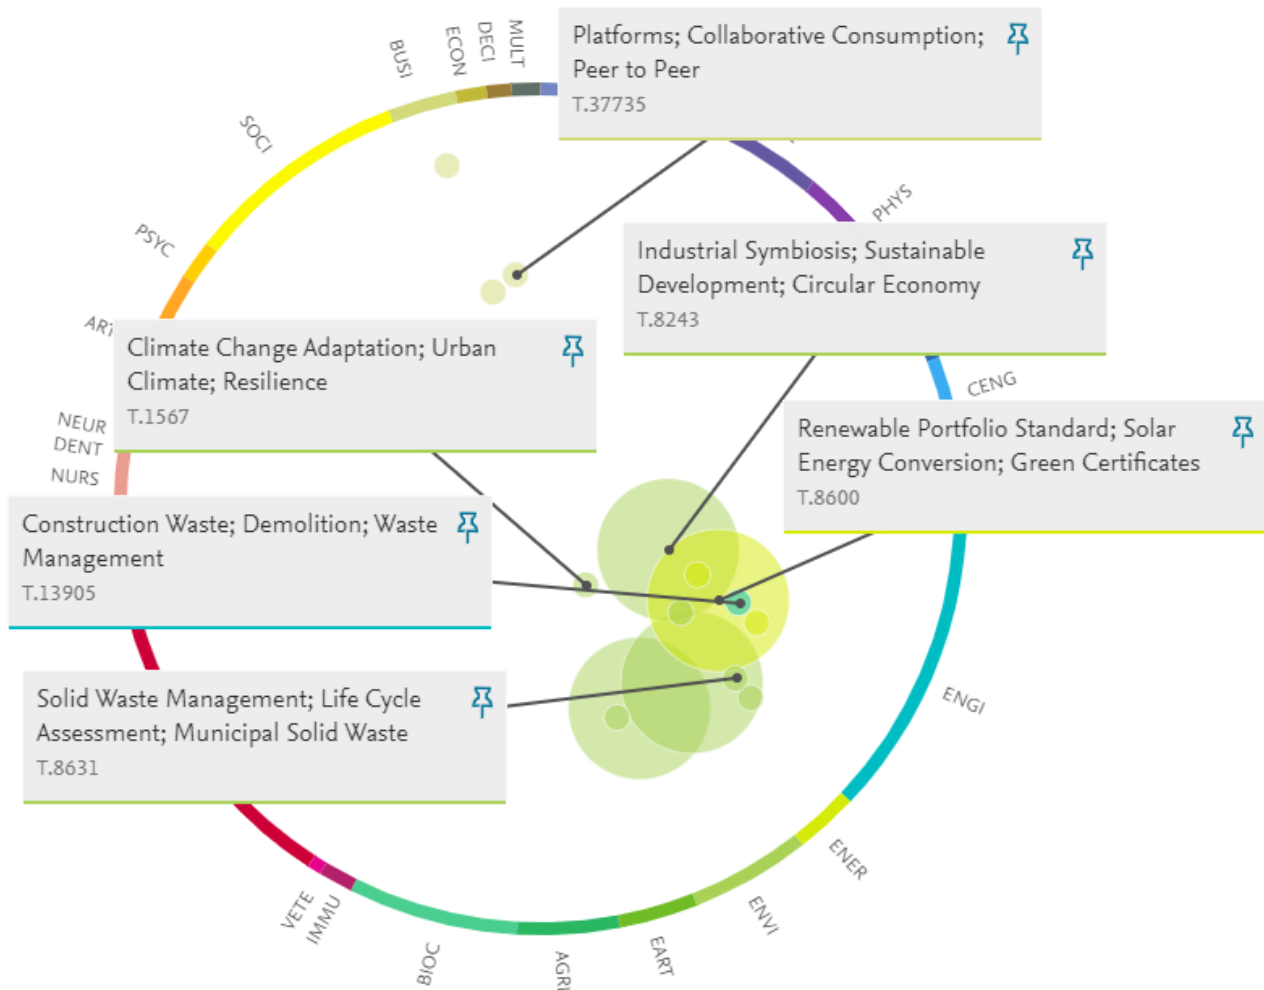 MULT
DECI
ECON
BUSI
SOCI
PSYC
NEUR
DENT
NURS
Platforms; Collaborative Consumption;
Peer to Peer
T.37735
PHYS
Industrial Symbiosis; Sustainable
Development; Circular Economy
T.8243
Climate Change Adaptation; Urban
Climate; Resilience
T.1567
CENG
Renewable Portfolio Standard; Solar
Energy Conversion; Green Certificates
T.8600
Construction Waste; Demolition; Waste
Management
T.13905
Solid Waste Management; Life Cycle
Assessment; Municipal Solid Waste
T.8631
ENGI
ENER
ENVI
EART
AGRI
BIOC
IMMU
VETE